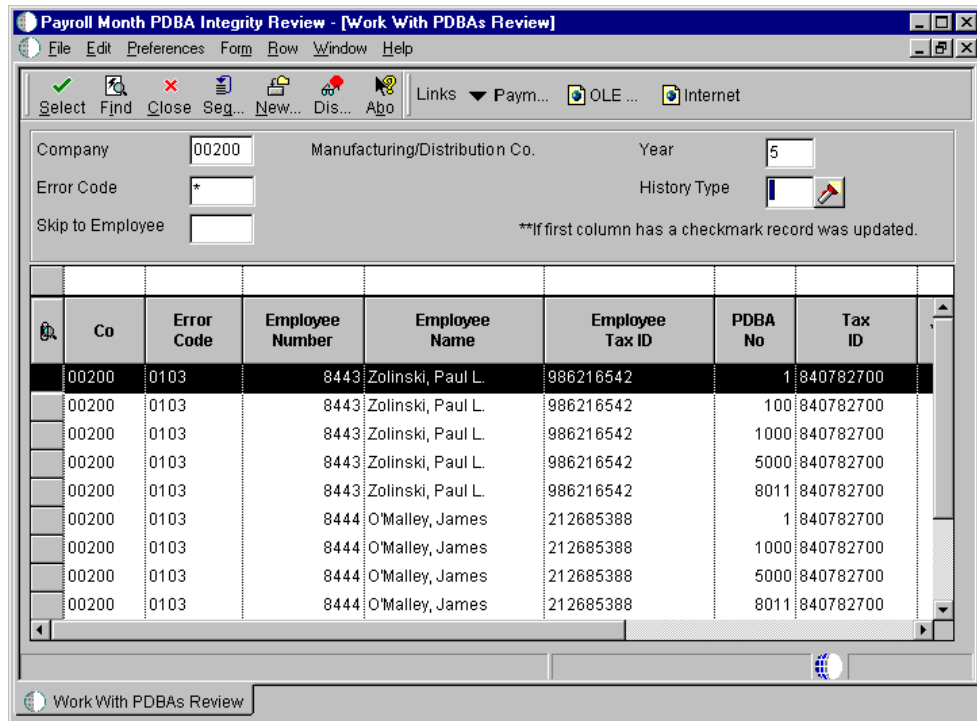 Payroll Month PDBA Integrity Review - [Work With PDBAs Review]
File Edit Preferences Form Row Window Help
Select Find Close Seq... New... Dis... Abo Links Paym... OLE ... Internet
Company 00200 Manufacturing/Distribution Co. Year 5
Error Code * History Type
Skip to Employee **If first column has a checkmark record was updated.
Co Error Code Employee Number Employee Name Employee Tax ID PDBA No Tax ID
00200 0103 8443 Zolinski, Paul L. 986216542 1 840782700
00200 0103 8443 Zolinski, Paul L. 986216542 100 840782700
00200 0103 8443 Zolinski, Paul L. 986216542 1000 840782700
00200 0103 8443 Zolinski, Paul L. 986216542 5000 840782700
00200 0103 8443 Zolinski, Paul L. 986216542 8011 840782700
00200 0103 8444 O'Malley, James 212685388 1 840782700
00200 0103 8444 O'Malley, James 212685388 1000 840782700
00200 0103 8444 O'Malley, James 212685388 5000 840782700
00200 0103 8444 O'Malley, James 212685388 8011 840782700
Work With PDBAs Review